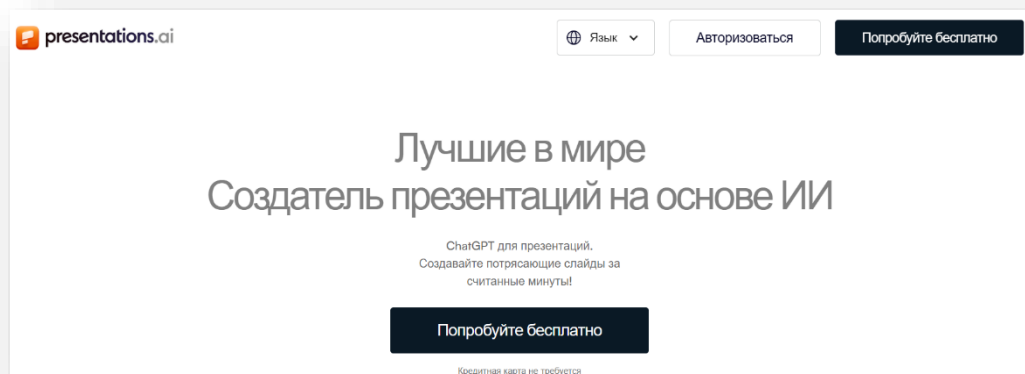 presentations.ai
Язык
Авторизоваться
Попробуйте бесплатно
Лучшие в мире
Создатель презентаций на основе ИИ
ChatGPT для презентаций.
Создавайте потрясающие слайды за
считанные минуты!
Попробуйте бесплатно
Кредитная карта не требуется